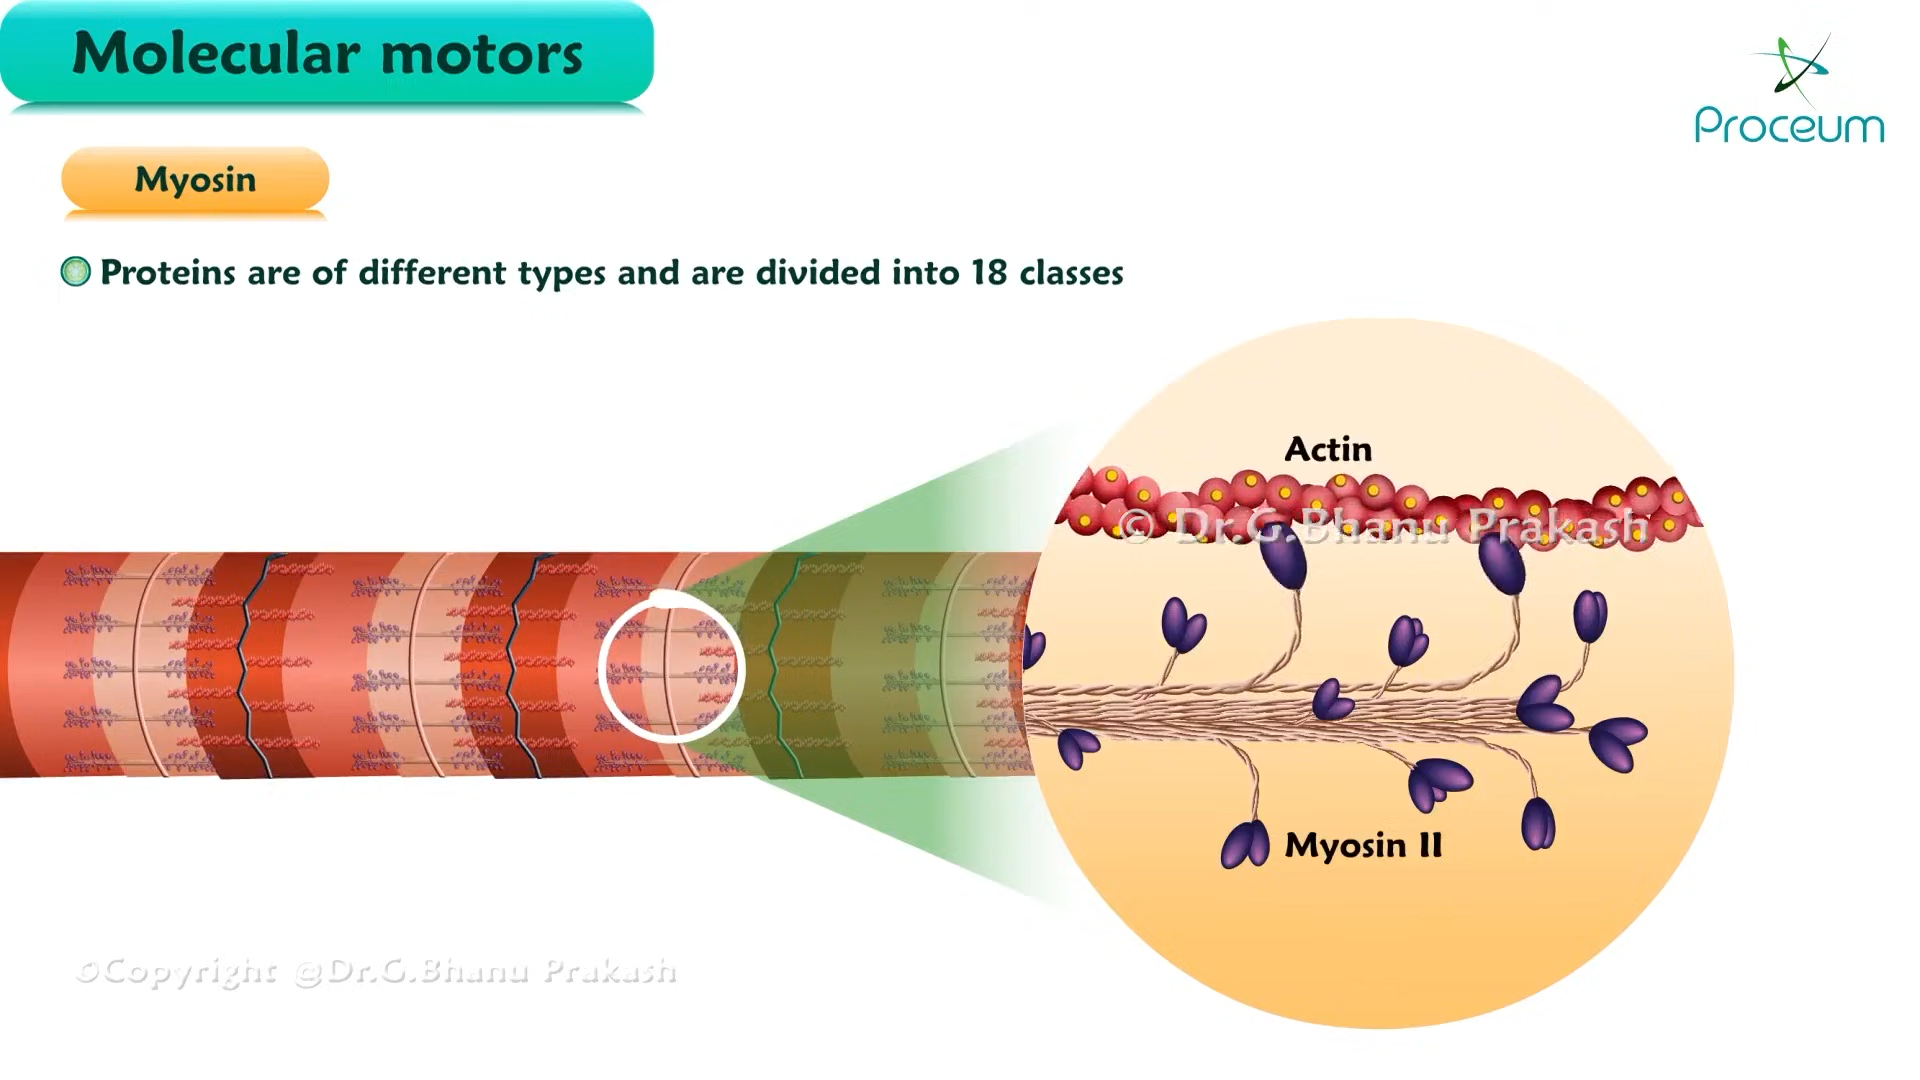 Molecular motors
Proceum
Myosin
Proteins are of different types and are divided into 18 classes
Actin
© Dr.G.Bhanu Prakash
Myosin II
©Copyright @Dr.G.Bhanu Prakash